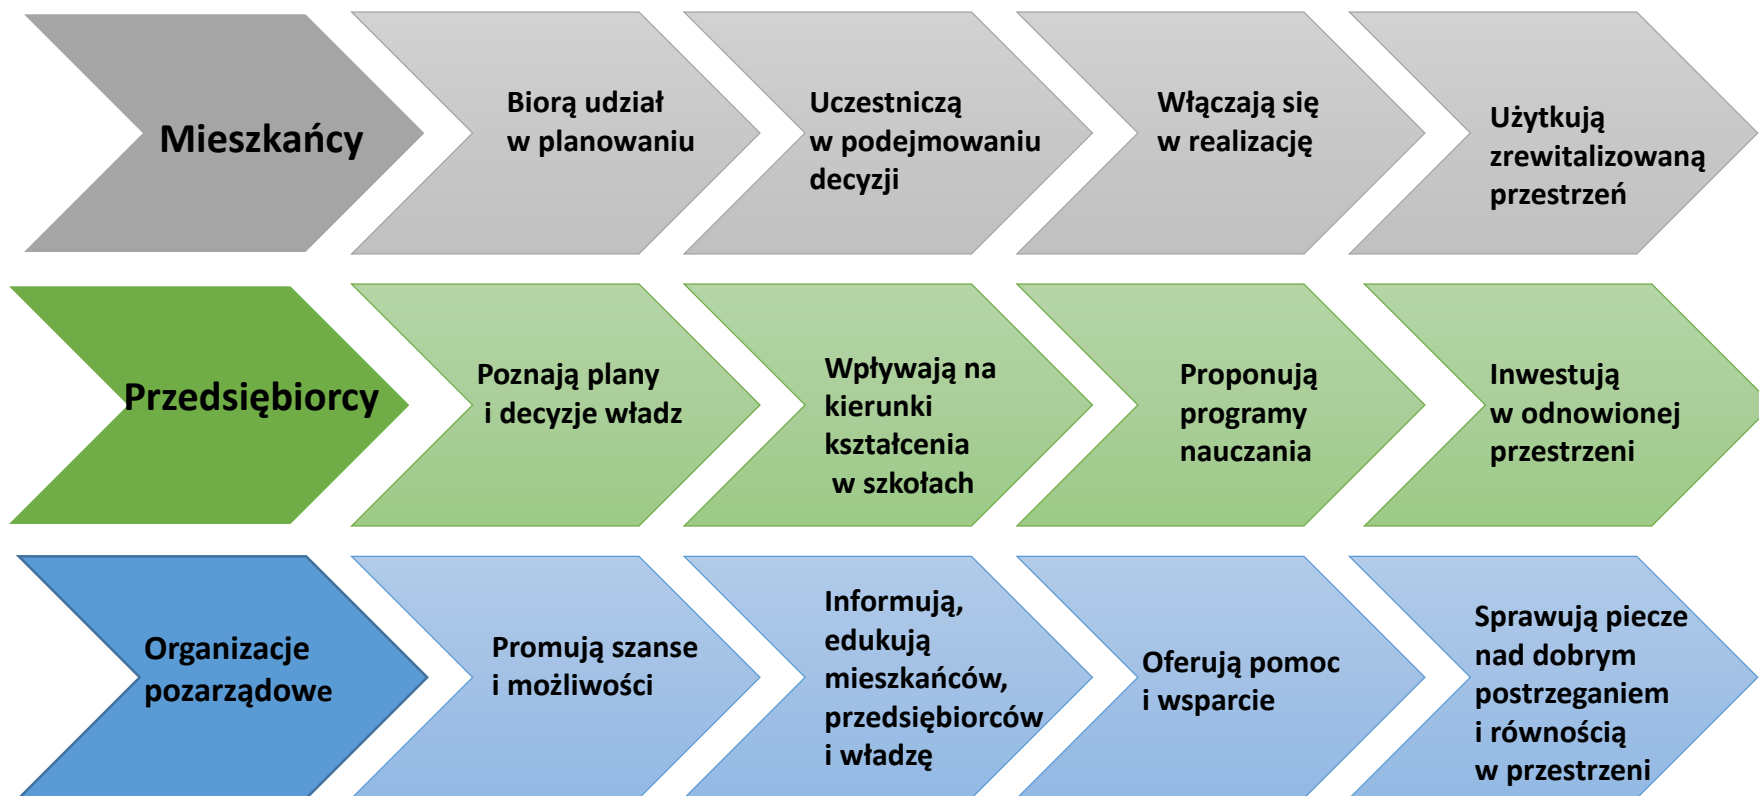 Mieszkańcy
Biorą udział
w planowaniu
Uczestniczą
w podejmowaniu
decyzji
Włączają się
w realizację
Użytkują
zrewitalizowaną
przestrzeń
Przedsiębiorcy
Poznają plany
i decyzje władz
Wpływają na
kierunki
kształcenia
w szkołach
Proponują
programy
nauczania
Inwestują
w odnowionej
przestrzeni
Organizacje
pozarządowe
Promują szanse
i możliwości
Informują,
edukują
mieszkańców,
przedsiębiorców
i władzę
Oferują pomoc
i wsparcie
Sprawują piecze
nad dobrym
postrzeganiem
i równością
w przestrzeni